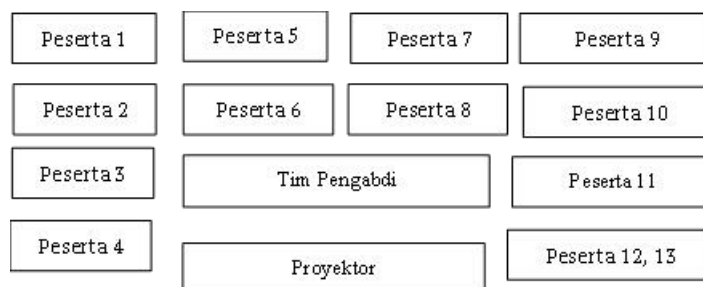 Peserta 1 Peserta 5 Peserta 7 Peserta 9
Peserta 2 Peserta 6 Peserta 8 Peserta 10
Peserta 3 Tim Pengabdi Peserta 11
Peserta 4 Proyektor Peserta 12, 13